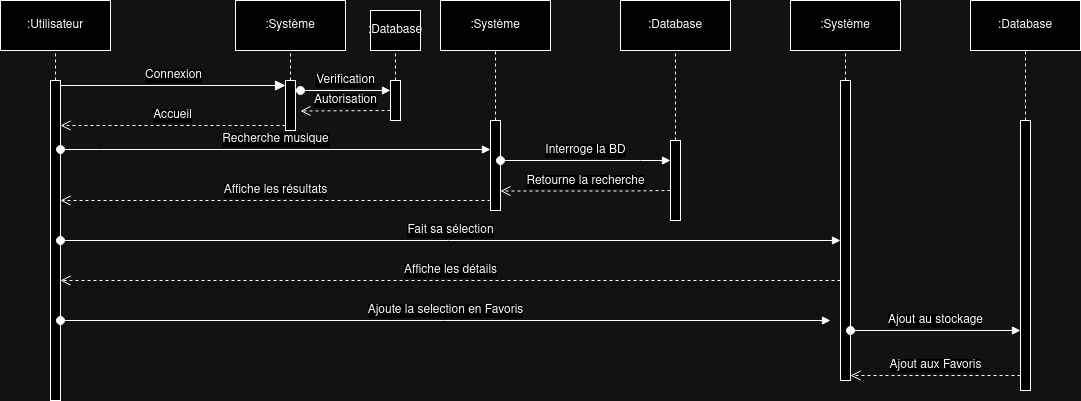 :Utilisateur
:Système
:Database
:Système
:Database
:Système
:Database
Connexion
Verification
Autorisation
Accueil
Recherche musique
Interroge la BD
Retourne la recherche
Affiche les résultats
Fait sa sélection
Affiche les détails
Ajoute la selection en Favoris
Ajout au stockage
Ajout aux Favoris